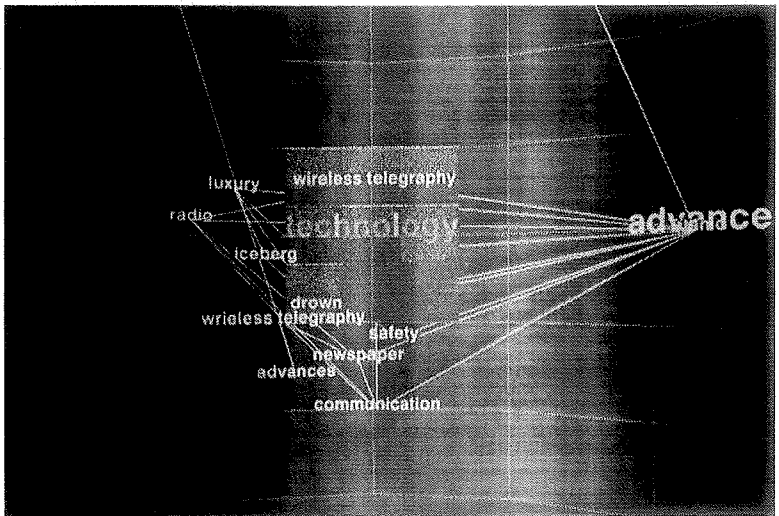 wireless telegraphy
luxury
radio
technology
advance
iceberg
drown
wrieless telegraphy
safety
newspaper
advances
communication